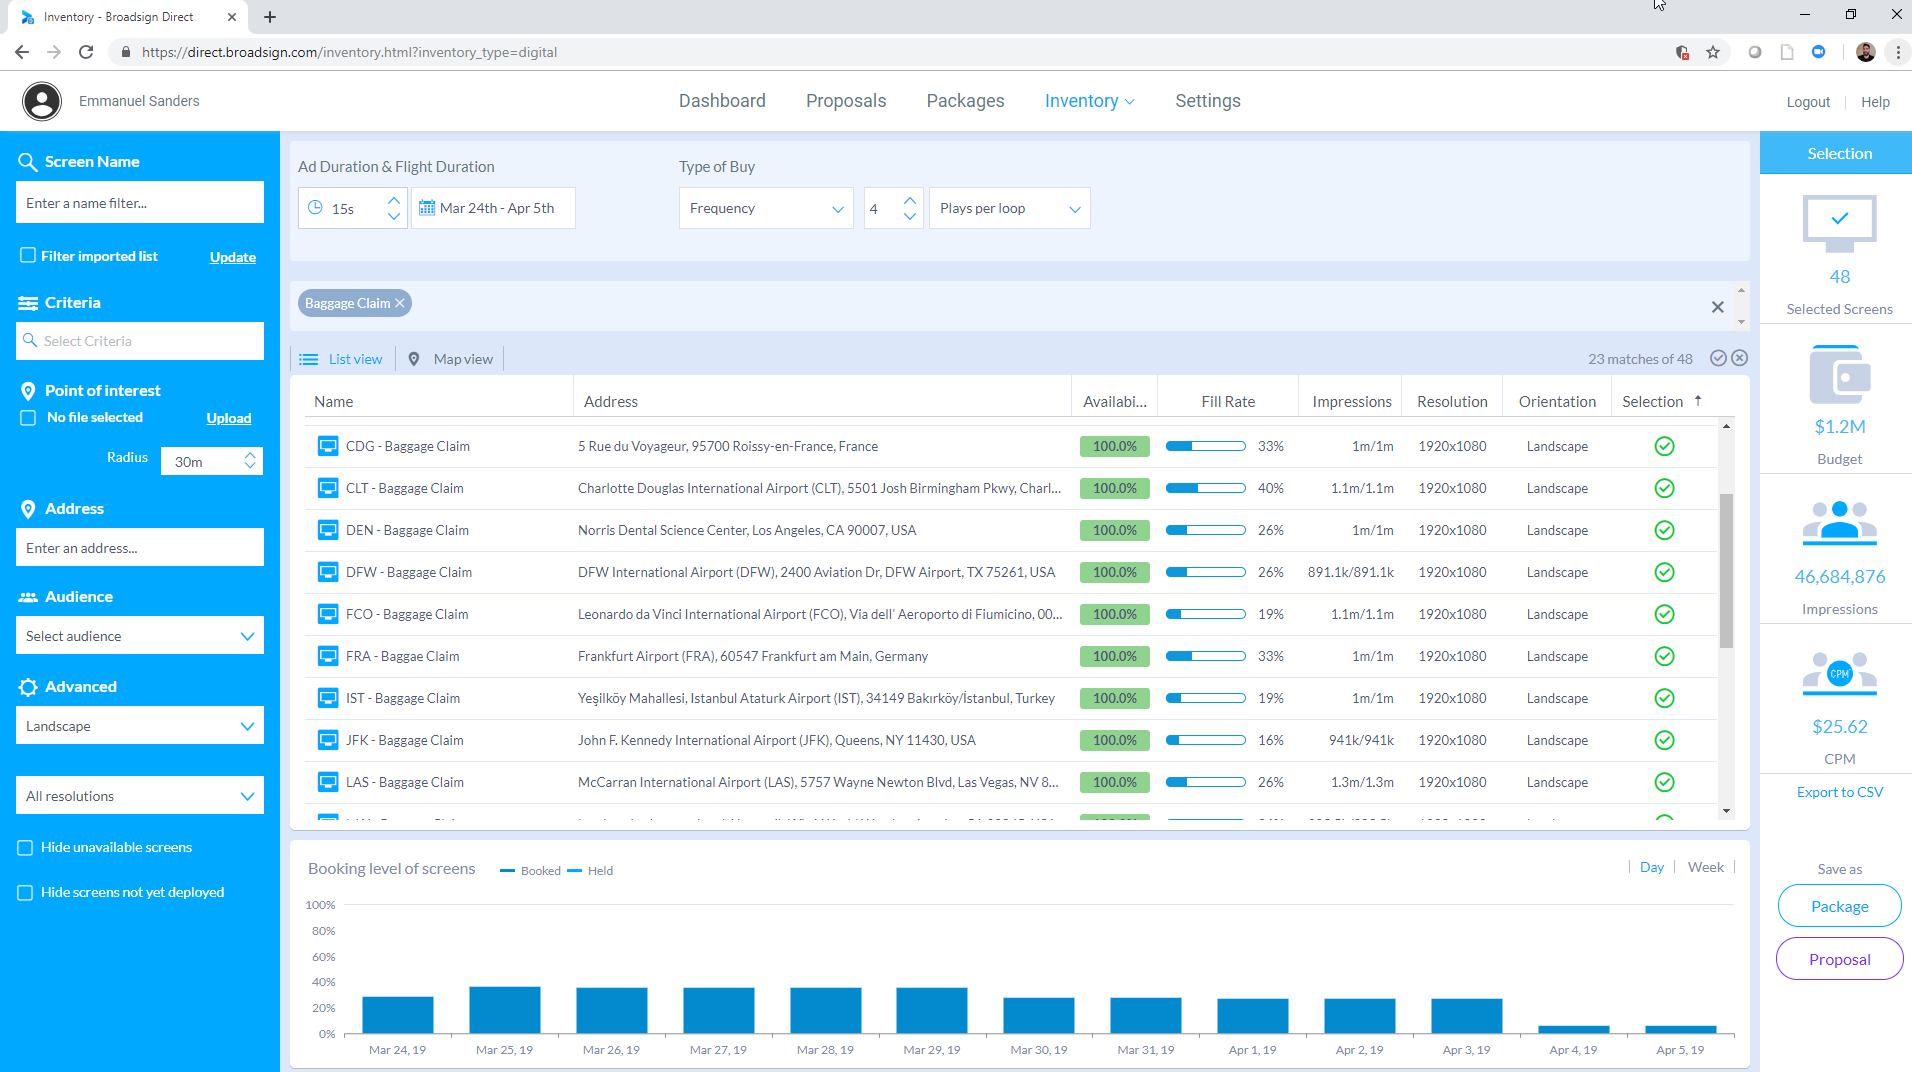 Inventory - Broadsign Direct
https://direct.broadsign.com/inventory.html?inventory_type=digital
Emmanuel Sanders
Dashboard Proposals Packages Inventory Settings
Logout Help
Screen Name
Enter a name filter...
Filter imported list Update
Criteria
Select Criteria
Point of interest
No file selected Upload
Radius 30m
Address
Enter an address...
Audience
Select audience
Advanced
Landscape
All resolutions
Hide unavailable screens
Hide screens not yet deployed
Ad Duration & Flight Duration Type of Buy
15s Mar 24th - Apr 5th Frequency 4 Plays per loop
Baggage Claim
List view Map view 23 matches of 48
Name Address Availabi... Fill Rate Impressions Resolution Orientation Selection
CDG - Baggage Claim 5 Rue du Voyageur, 95700 Roissy-en-France, France 100.0% 33% 1m/1m 1920x1080 Landscape
CLT - Baggage Claim Charlotte Douglas International Airport (CLT), 5501 Josh Birmingham Pkwy, Charl... 100.0% 40% 1.1m/1.1m 1920x1080 Landscape
DEN - Baggage Claim Norris Dental Science Center, Los Angeles, CA 90007, USA 100.0% 26% 1m/1m 1920x1080 Landscape
DFW - Baggage Claim DFW International Airport (DFW), 2400 Aviation Dr, DFW Airport, TX 75261, USA 100.0% 26% 891.1k/891.1k 1920x1080 Landscape
FCO - Baggage Claim Leonardo da Vinci International Airport (FCO), Via dell' Aeroporto di Fiumicino, 00... 100.0% 19% 1.1m/1.1m 1920x1080 Landscape
FRA - Baggae Claim Frankfurt Airport (FRA), 60547 Frankfurt am Main, Germany 100.0% 33% 1m/1m 1920x1080 Landscape
IST - Baggage Claim Yeşilköy Mahallesi, Istanbul Ataturk Airport (IST), 34149 Bakırköy/İstanbul, Turkey 100.0% 19% 1m/1m 1920x1080 Landscape
JFK - Baggage Claim John F. Kennedy International Airport (JFK), Queens, NY 11430, USA 100.0% 16% 941k/941k 1920x1080 Landscape
LAS - Baggage Claim McCarran International Airport (LAS), 5757 Wayne Newton Blvd, Las Vegas, NV 8... 100.0% 26% 1.3m/1.3m 1920x1080 Landscape
Booking level of screens Booked Held Day Week
100%
80%
60%
40%
20%
0%
Mar 24, 19 Mar 25, 19 Mar 26, 19 Mar 27, 19 Mar 28, 19 Mar 29, 19 Mar 30, 19 Mar 31, 19 Apr 1, 19 Apr 2, 19 Apr 3, 19 Apr 4, 19 Apr 5, 19
Selection
48
Selected Screens
$1.2M
Budget
46,684,876
Impressions
CPM
$25.62
CPM
Export to CSV
Save as
Package
Proposal